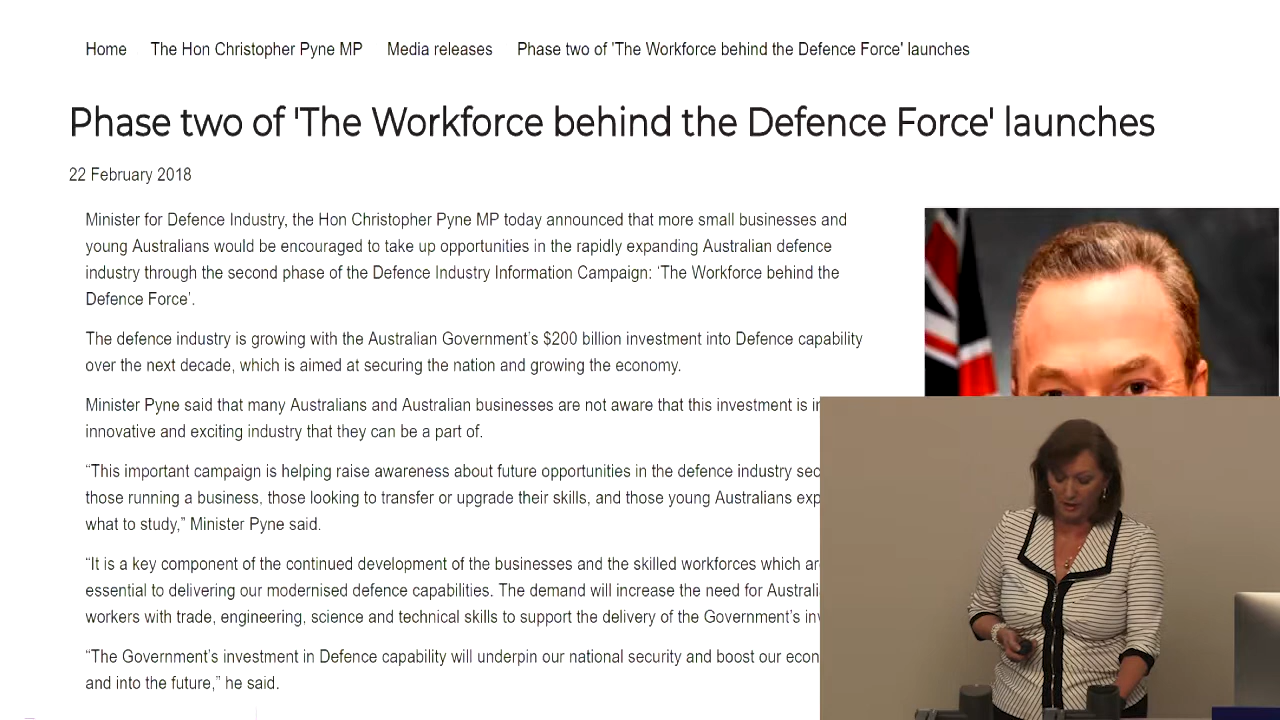 Home The Hon Christopher Pyne MP Media releases Phase two of 'The Workforce behind the Defence Force' launches
Phase two of 'The Workforce behind the Defence Force' launches
22 February 2018
Minister for Defence Industry, the Hon Christopher Pyne MP today announced that more small businesses and
young Australians would be encouraged to take up opportunities in the rapidly expanding Australian defence
industry through the second phase of the Defence Industry Information Campaign: ‘The Workforce behind the
Defence Force’.
The defence industry is growing with the Australian Government’s $200 billion investment into Defence capability
over the next decade, which is aimed at securing the nation and growing the economy.
Minister Pyne said that many Australians and Australian businesses are not aware that this investment is
innovative and exciting industry that they can be a part of.
“This important campaign is helping raise awareness about future opportunities in the defence industry
those running a business, those looking to transfer or upgrade their skills, and those young Australians
what to study,” Minister Pyne said.
“It is a key component of the continued development of the businesses and the skilled workforces which
essential to delivering our modernised defence capabilities. The demand will increase the need for
workers with trade, engineering, science and technical skills to support the delivery of the Government’s
“The Government’s investment in Defence capability will underpin our national security and boost our
and into the future,” he said.